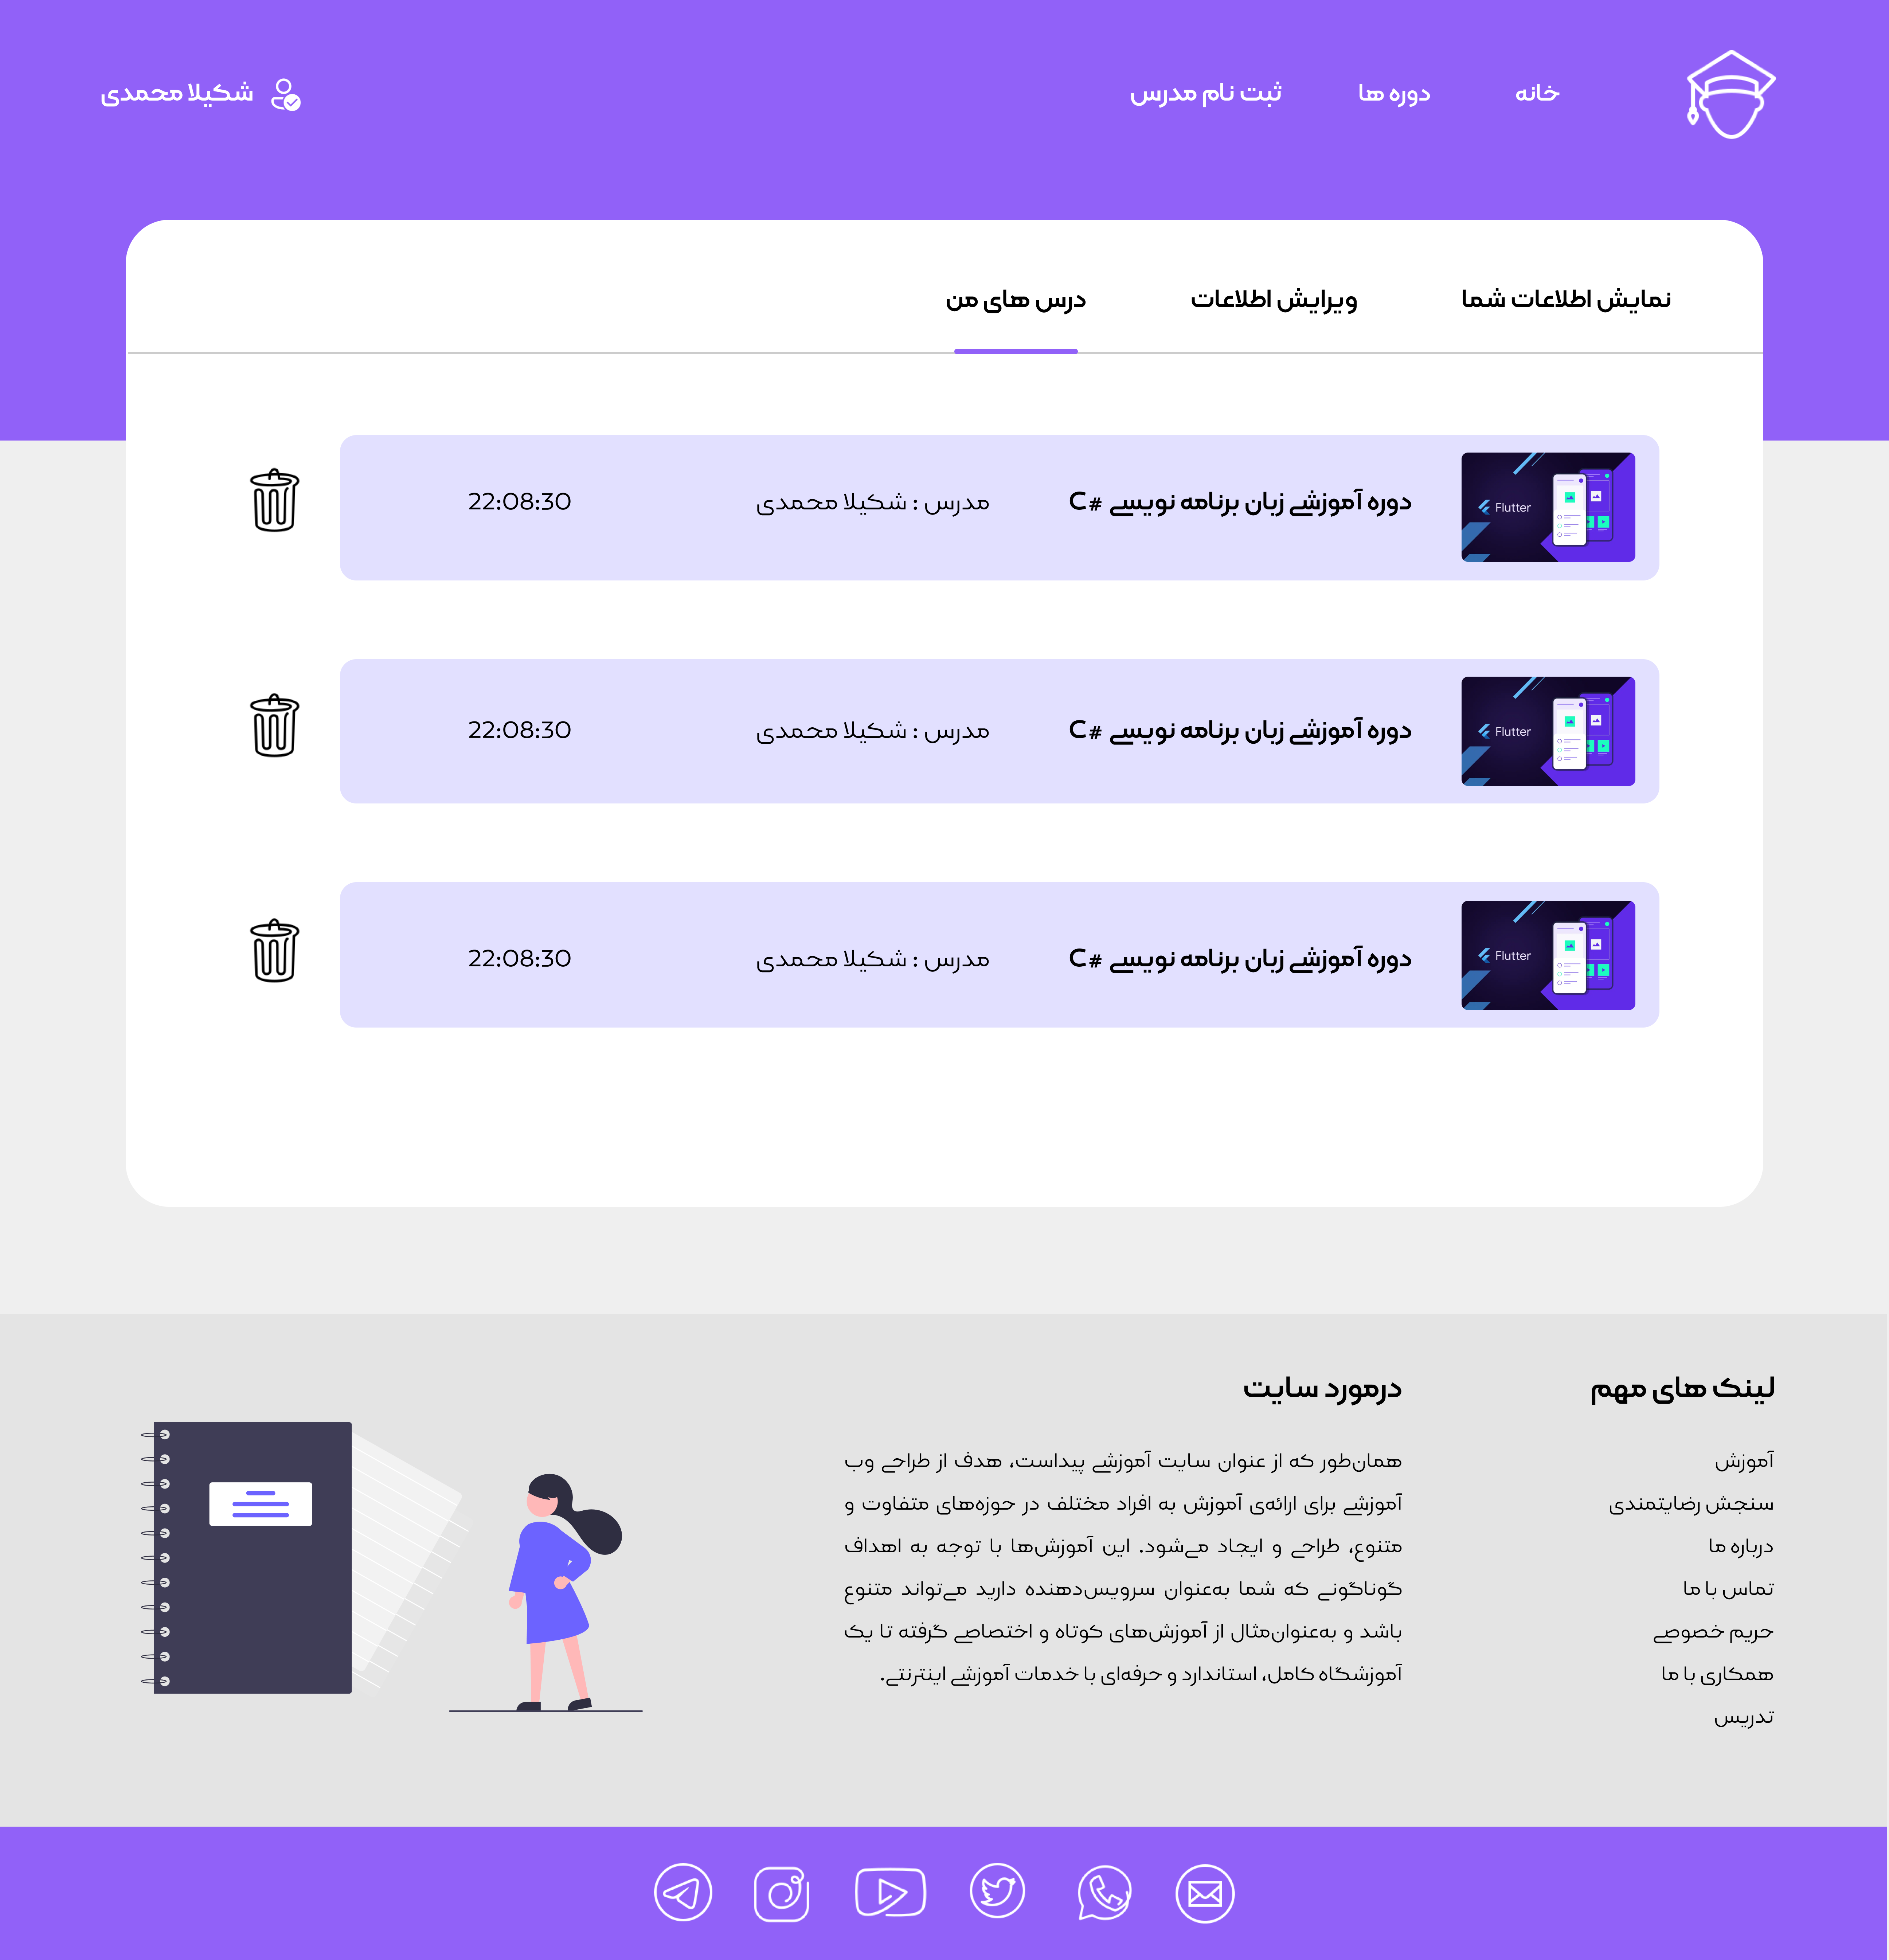 خانه
دوره ها
ثبت نام مدرس
شکیلا محمدی
نمایش اطلاعات شما
ویرایش اطلاعات
درس های من
Flutter
دوره آموزشی زبان برنامه نویسی #C
مدرس : شکیلا محمدی
22:08:30
Flutter
دوره آموزشی زبان برنامه نویسی #C
مدرس : شکیلا محمدی
22:08:30
Flutter
دوره آموزشی زبان برنامه نویسی #C
مدرس : شکیلا محمدی
22:08:30
لینک های مهم
آموزش
سنجش رضایتمندی
درباره ما
تماس با ما
حریم خصوصی
همکاری با ما
تدریس
درمورد سایت
همان‌طور که از عنوان سایت آموزشی پیداست، هدف از طراحی وب
آموزشی برای ارائه‌ی آموزش به افراد مختلف در حوزه‌های متفاوت و
متنوع، طراحی و ایجاد می‌شود. این آموزش‌ها با توجه به اهداف
گوناگونی که شما به‌عنوان سرویس‌دهنده دارید می‌تواند متنوع
باشد و به‌عنوان‌مثال از آموزش‌های کوتاه و اختصاصی گرفته تا یک
آموزشگاه کامل، استاندارد و حرفه‌ای با خدمات آموزشی اینترنتی.